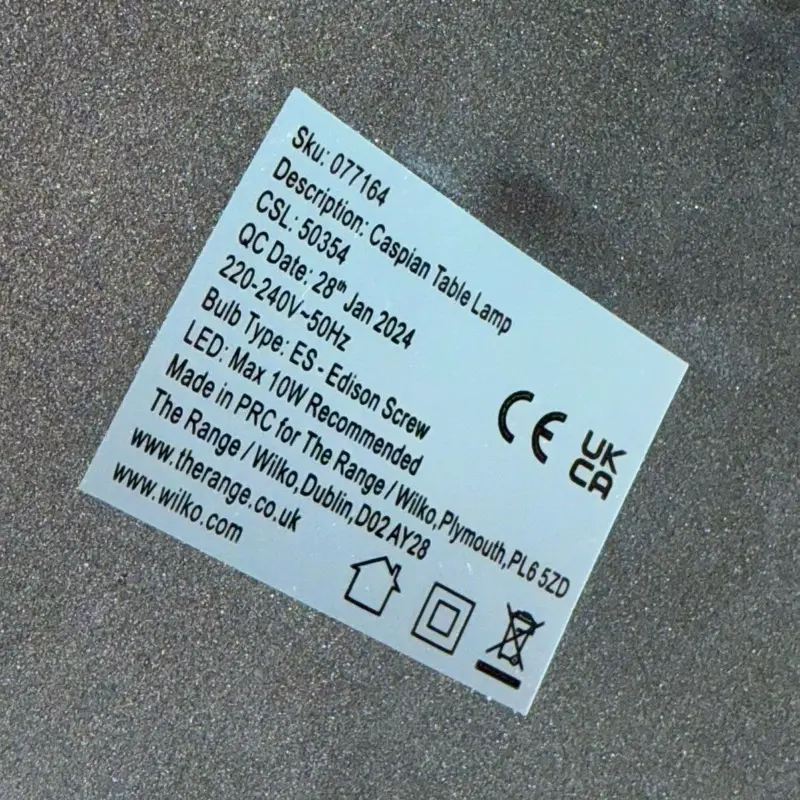 Sku: 077164
Description: Caspian Table Lamp
CSL: 50354
QC Date: 28th Jan 2024
220-240V~50Hz
Bulb Type: ES - Edison Screw
LED: Max 10W Recommended
Made in PRC for The Range / Wilko,Plymouth,PL6 5ZD
The Range / Wilko,Dublin,D02 AY28
www.therange.co.uk
www.wilko.com
CE
UK
CA